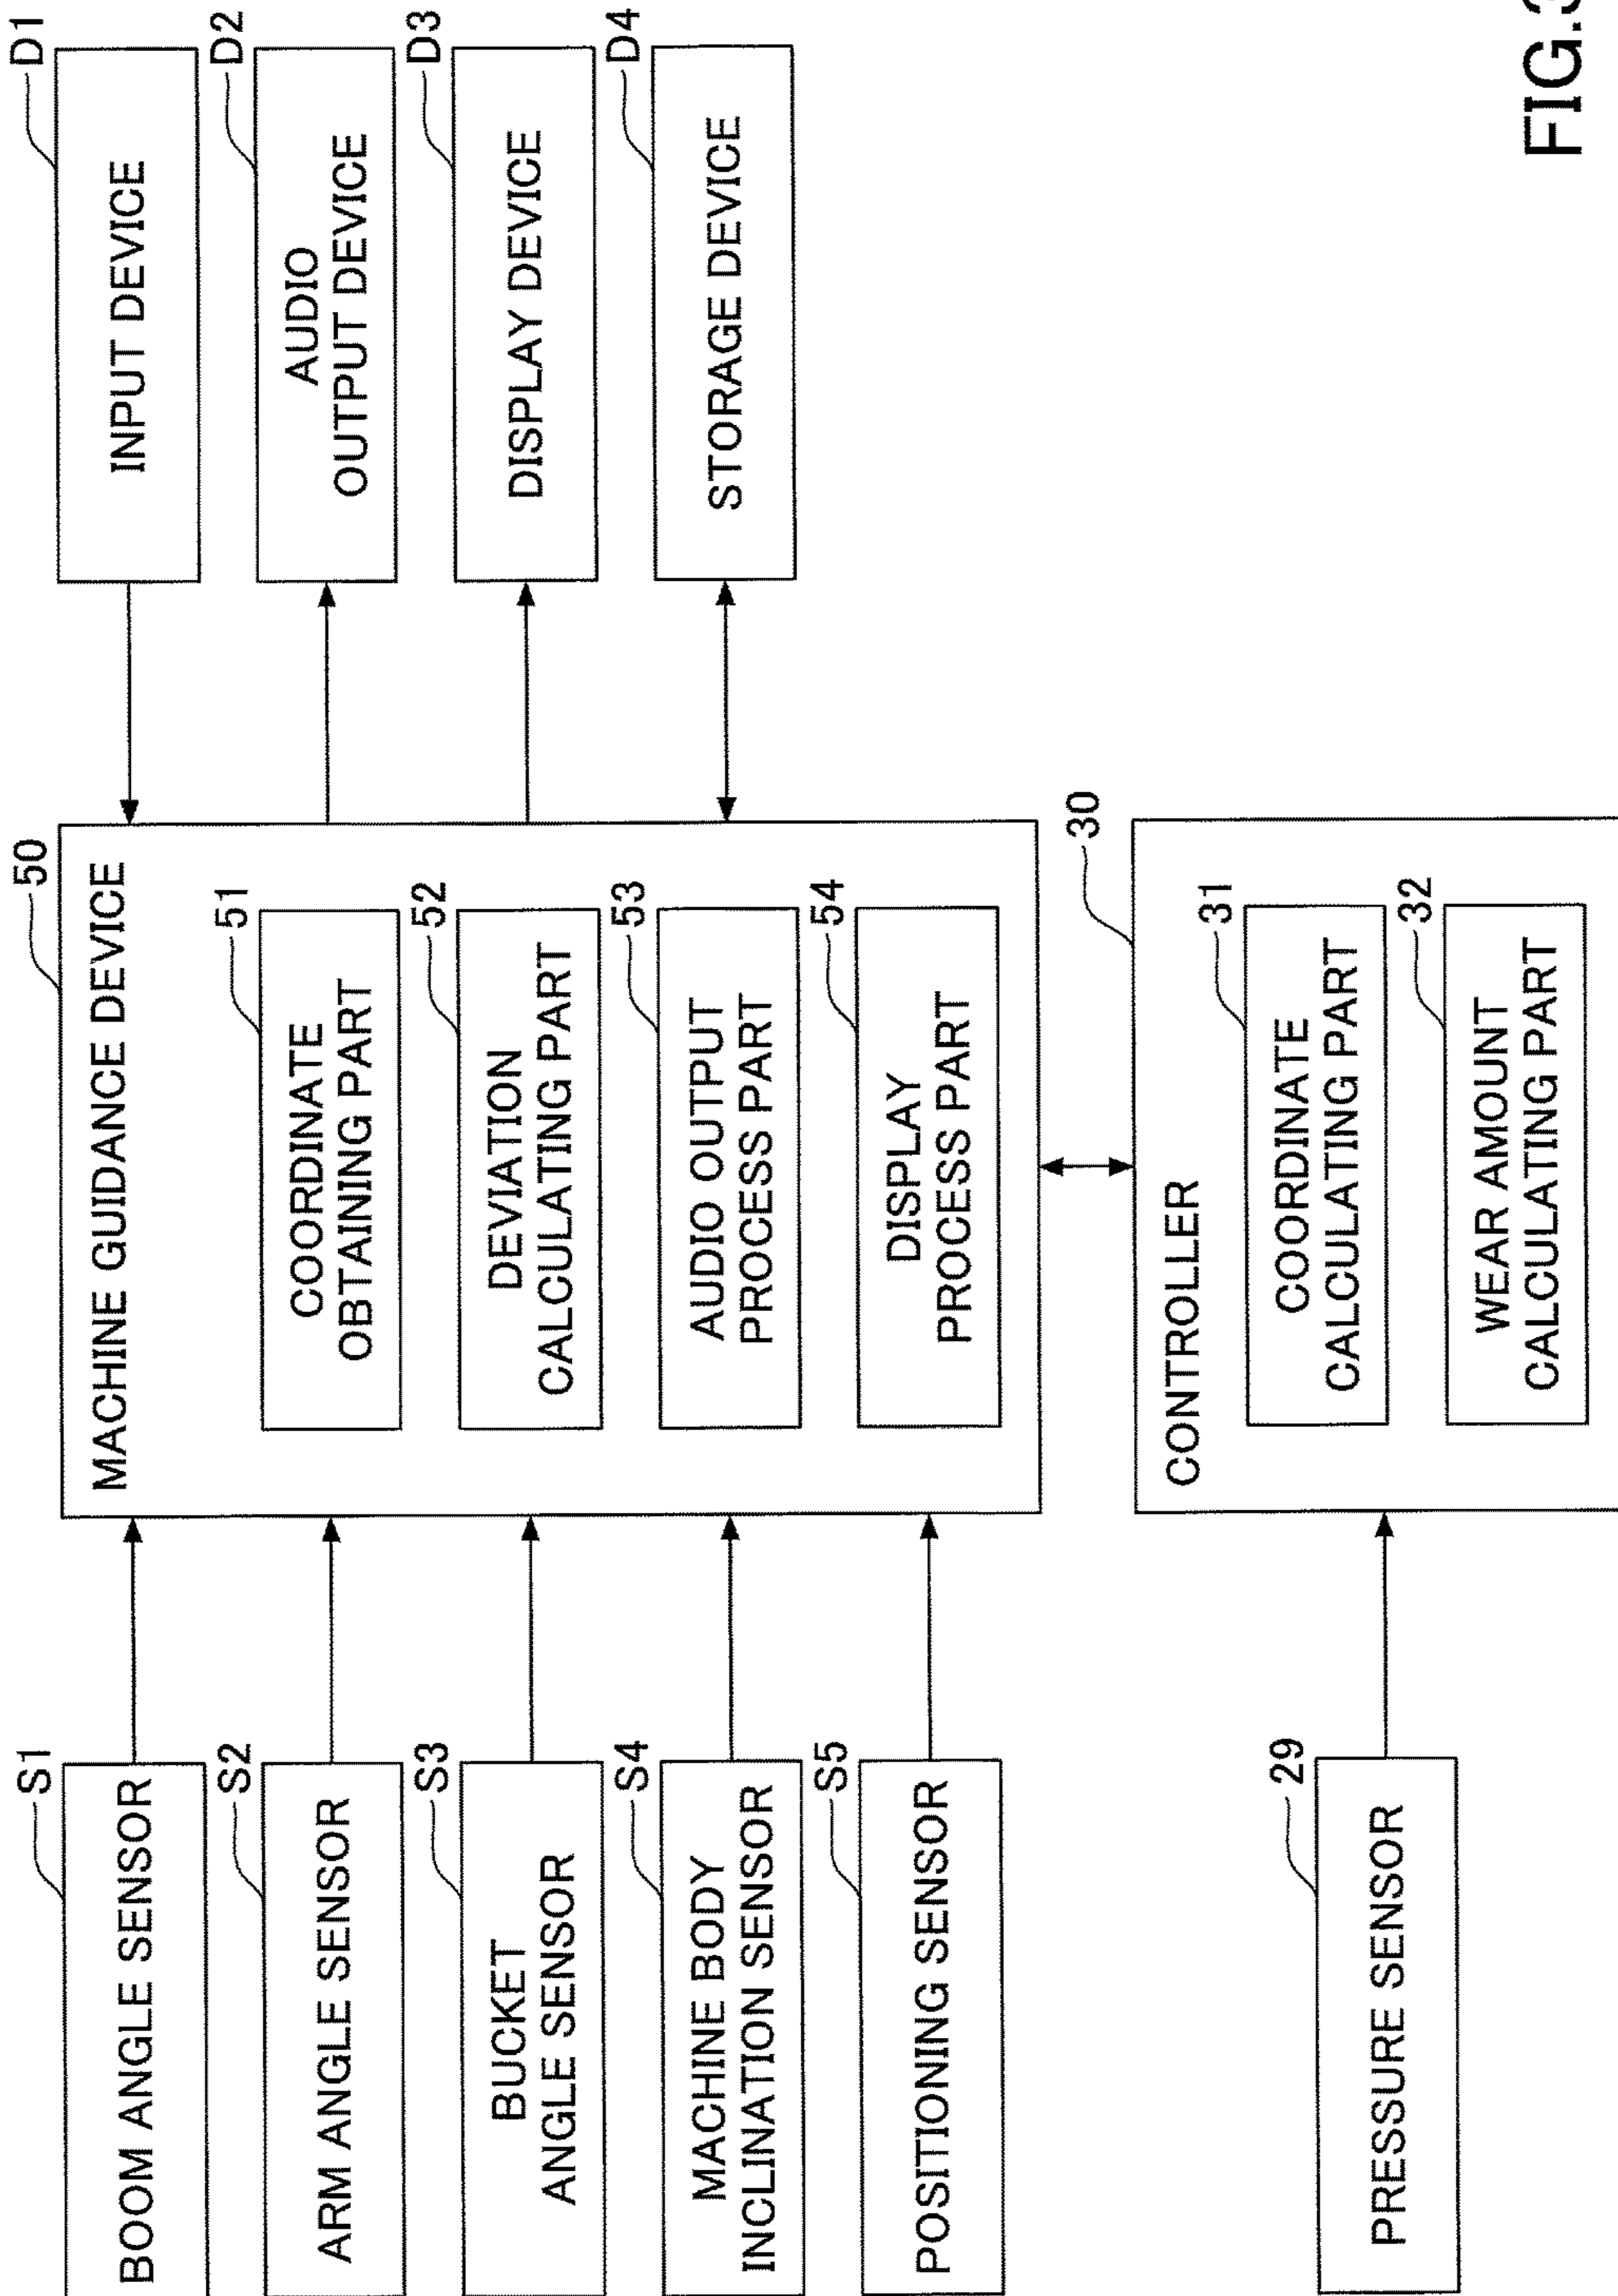 S1
BOOM ANGLE SENSOR
S2
ARM ANGLE SENSOR
S3
BUCKET
ANGLE SENSOR
S4
MACHINE BODY
INCLINATION SENSOR
S5
POSITIONING SENSOR
29
PRESSURE SENSOR
50
MACHINE GUIDANCE DEVICE
51
COORDINATE
OBTAINING PART
52
DEVIATION
CALCULATING PART
53
AUDIO OUTPUT
PROCESS PART
54
DISPLAY
PROCESS PART
30
CONTROLLER
31
COORDINATE
CALCULATING PART
32
WEAR AMOUNT
CALCULATING PART
D1
INPUT DEVICE
D2
AUDIO
OUTPUT DEVICE
D3
DISPLAY DEVICE
D4
STORAGE DEVICE
FIG.3